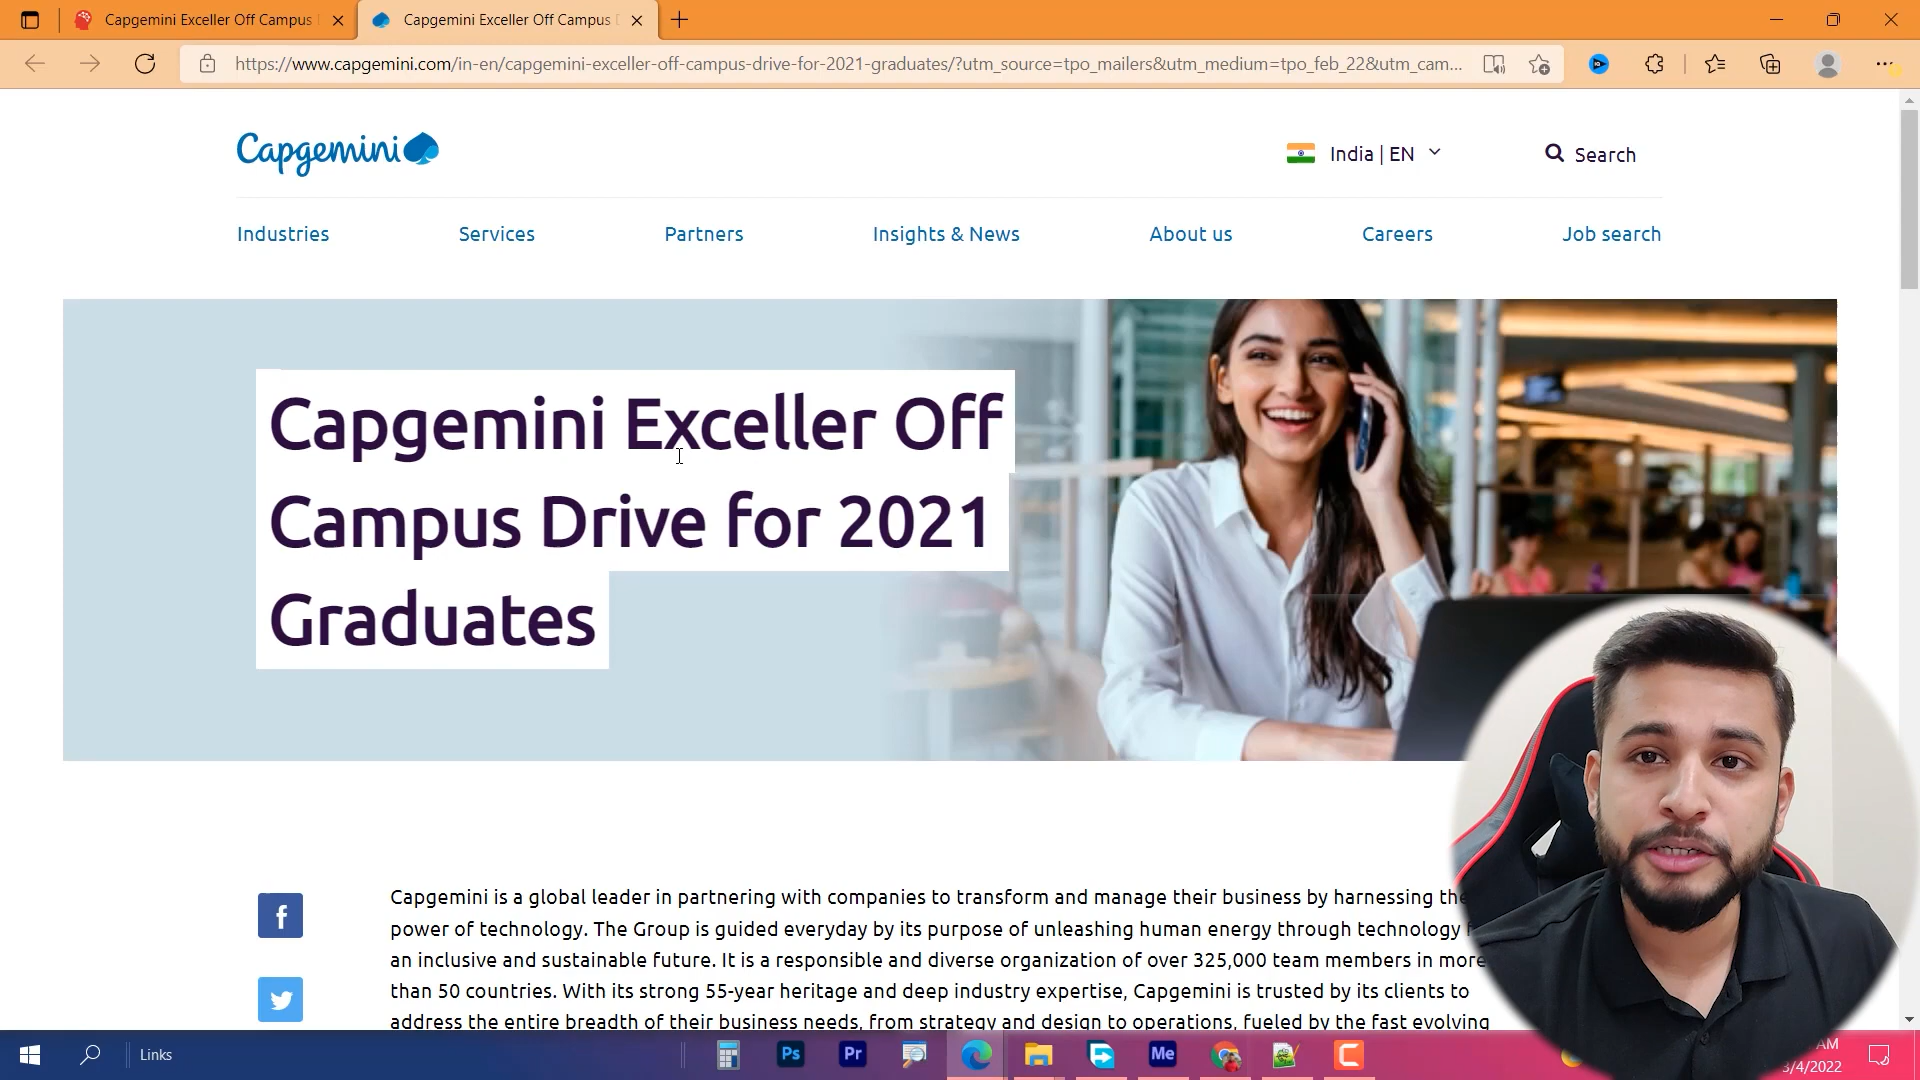 Capgemini Exceller Off Campus
Capgemini Exceller Off Campus D
https://www.capgemini.com/in-en/capgemini-exceller-off-campus-drive-for-2021-graduates/?utm_source=tpo_mailers&utm_medium=tpo_feb_22&utm_cam...
Capgemini
India | EN
Search
Industries
Services
Partners
Insights & News
About us
Careers
Job search
Capgemini Exceller Off
Campus Drive for 2021
Graduates
Capgemini is a global leader in partnering with companies to transform and manage their business by harnessing the
power of technology. The Group is guided everyday by its purpose of unleashing human energy through technology
an inclusive and sustainable future. It is a responsible and diverse organization of over 325,000 team members in more
than 50 countries. With its strong 55-year heritage and deep industry expertise, Capgemini is trusted by its clients to
address the entire breadth of their business needs, from strategy and design to operations, fueled by the fast evolving
Links
Ps
Pr
Me
AM
3/4/2022